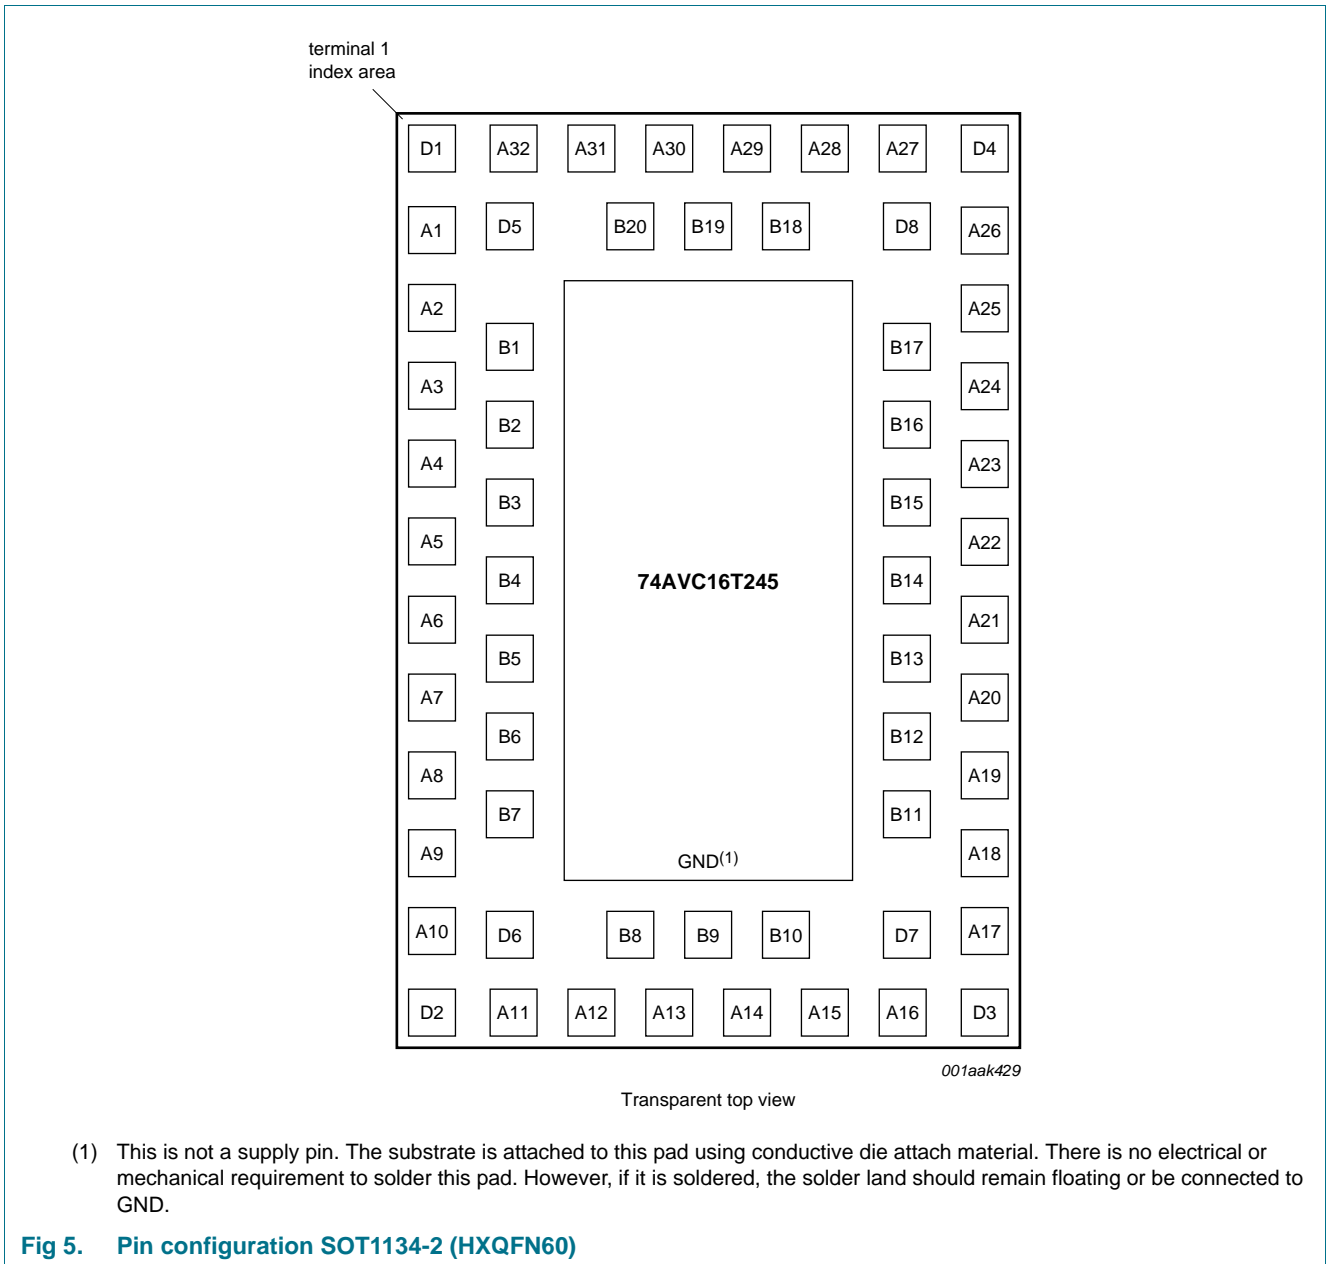 terminal 1
index area
D1 A32 A31 A30 A29 A28 A27 D4
A1 D5 B20 B19 B18 D8 A26
A2 A25
B1 B17
A3 A24
B2 B16
A4 A23
B3 B15
A5 A22
B4 74AVC16T245 B14
A6 A21
B5 B13
A7 A20
B6 B12
A8 A19
B7 B11
A9 A18
GND(1)
A10 D6 B8 B9 B10 D7 A17
D2 A11 A12 A13 A14 A15 A16 D3
001aak429
Transparent top view
(1) This is not a supply pin. The substrate is attached to this pad using conductive die attach material. There is no electrical or
mechanical requirement to solder this pad. However, if it is soldered, the solder land should remain floating or be connected to
GND.
Fig 5. Pin configuration SOT1134-2 (HXQFN60)